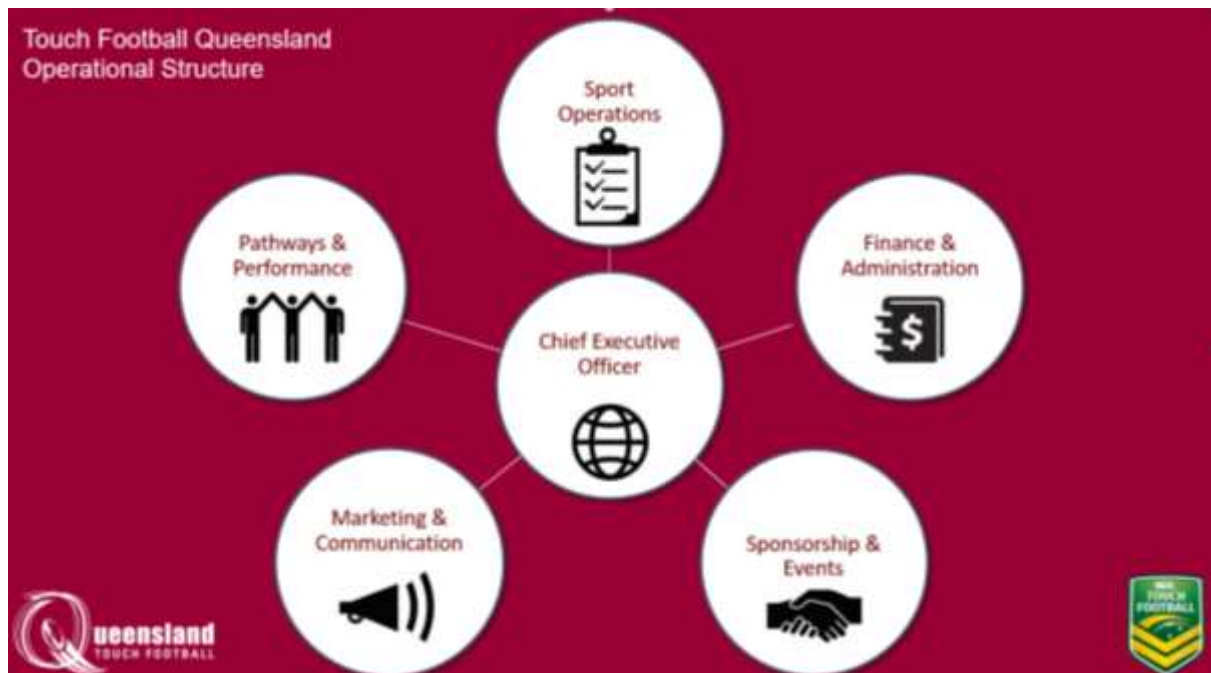 Touch Football Queensland
Operational Structure
Sport
Operations
Pathways &
Performance
Finance &
Administration
$
Chief Executive
Officer
Marketing &
Communication
Sponsorship &
Events
Queensland
TOUCH FOOTBALL
TOUCH
FOOTBALL